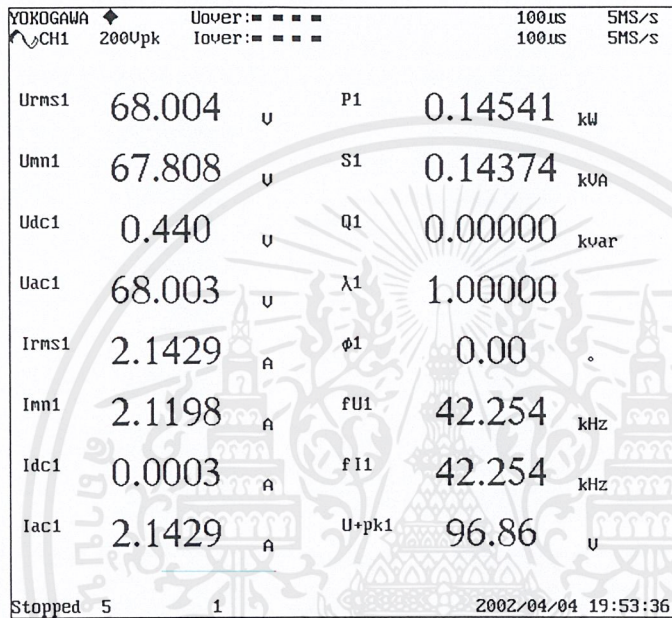 YOKOGAWA ◆ Uover:= = = = 100µs 5MS/s
CH1 200Vpk Iover:= = = = 100µs 5MS/s
Urms1 68.004 V P1 0.14541 kW
Umn1 67.808 V S1 0.14374 kVA
Udc1 0.440 V Q1 0.00000 kvar
Uac1 68.003 V λ1 1.00000
Irms1 2.1429 A φ1 0.00 °
Imn1 2.1198 A fU1 42.254 kHz
Idc1 0.0003 A fI1 42.254 kHz
Iac1 2.1429 A U+pk1 96.86 V
Stopped 5 1 2002/04/04 19:53:36